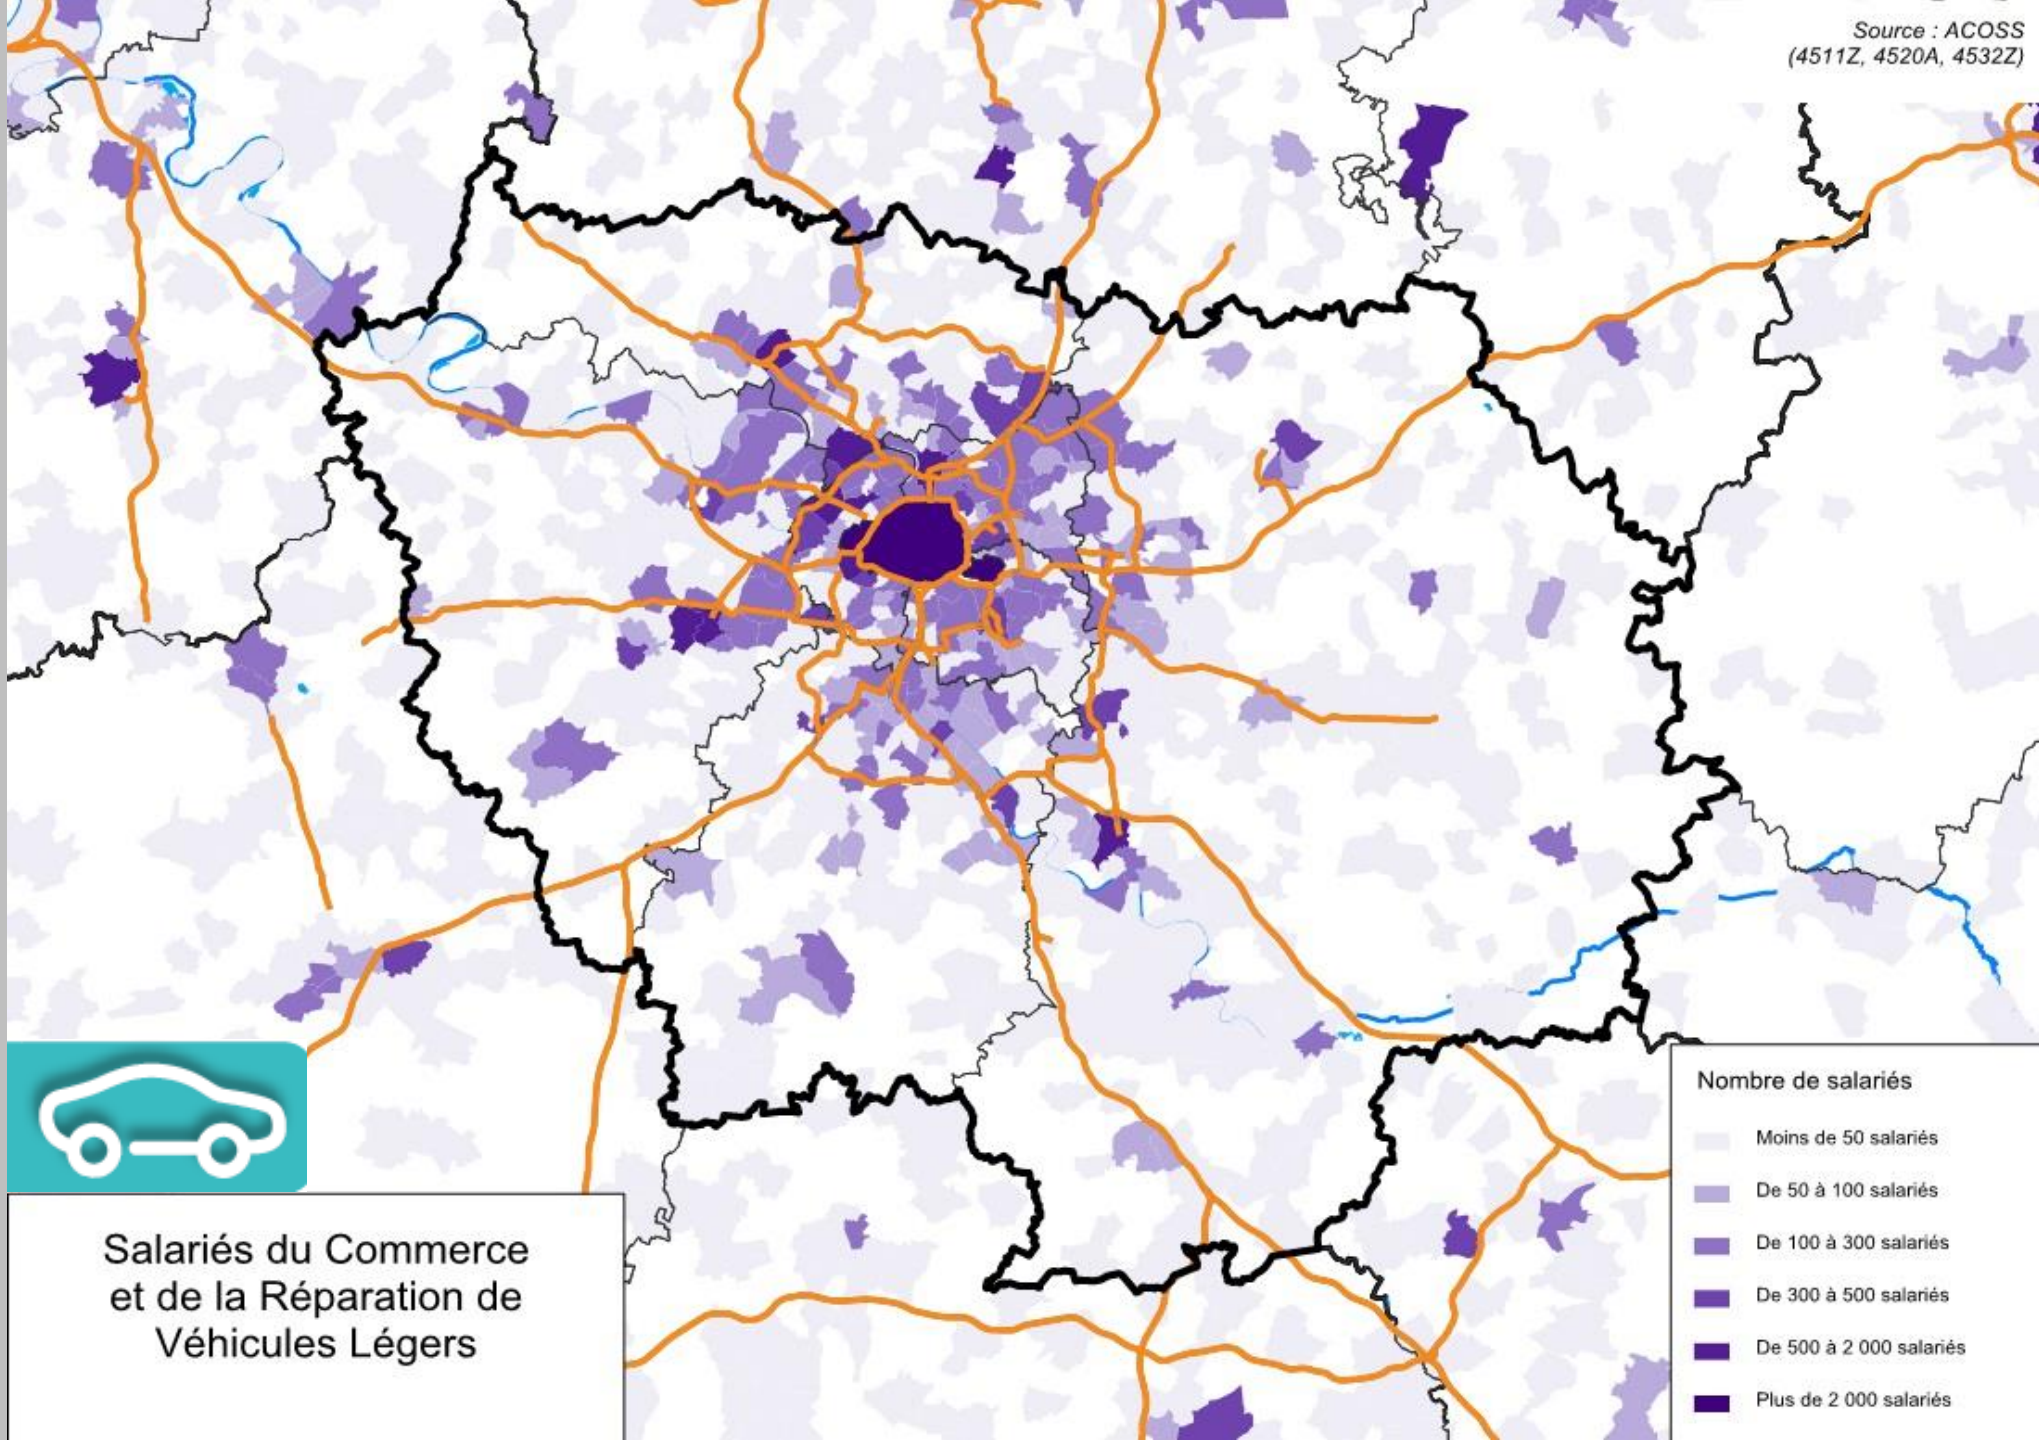 Source : ACOSS
(4511Z, 4520A, 4532Z)
Nombre de salariés
Moins de 50 salariés
De 50 à 100 salariés
De 100 à 300 salariés
De 300 à 500 salariés
De 500 à 2 000 salariés
Plus de 2 000 salariés
Salariés du Commerce
et de la Réparation de
Véhicules Légers